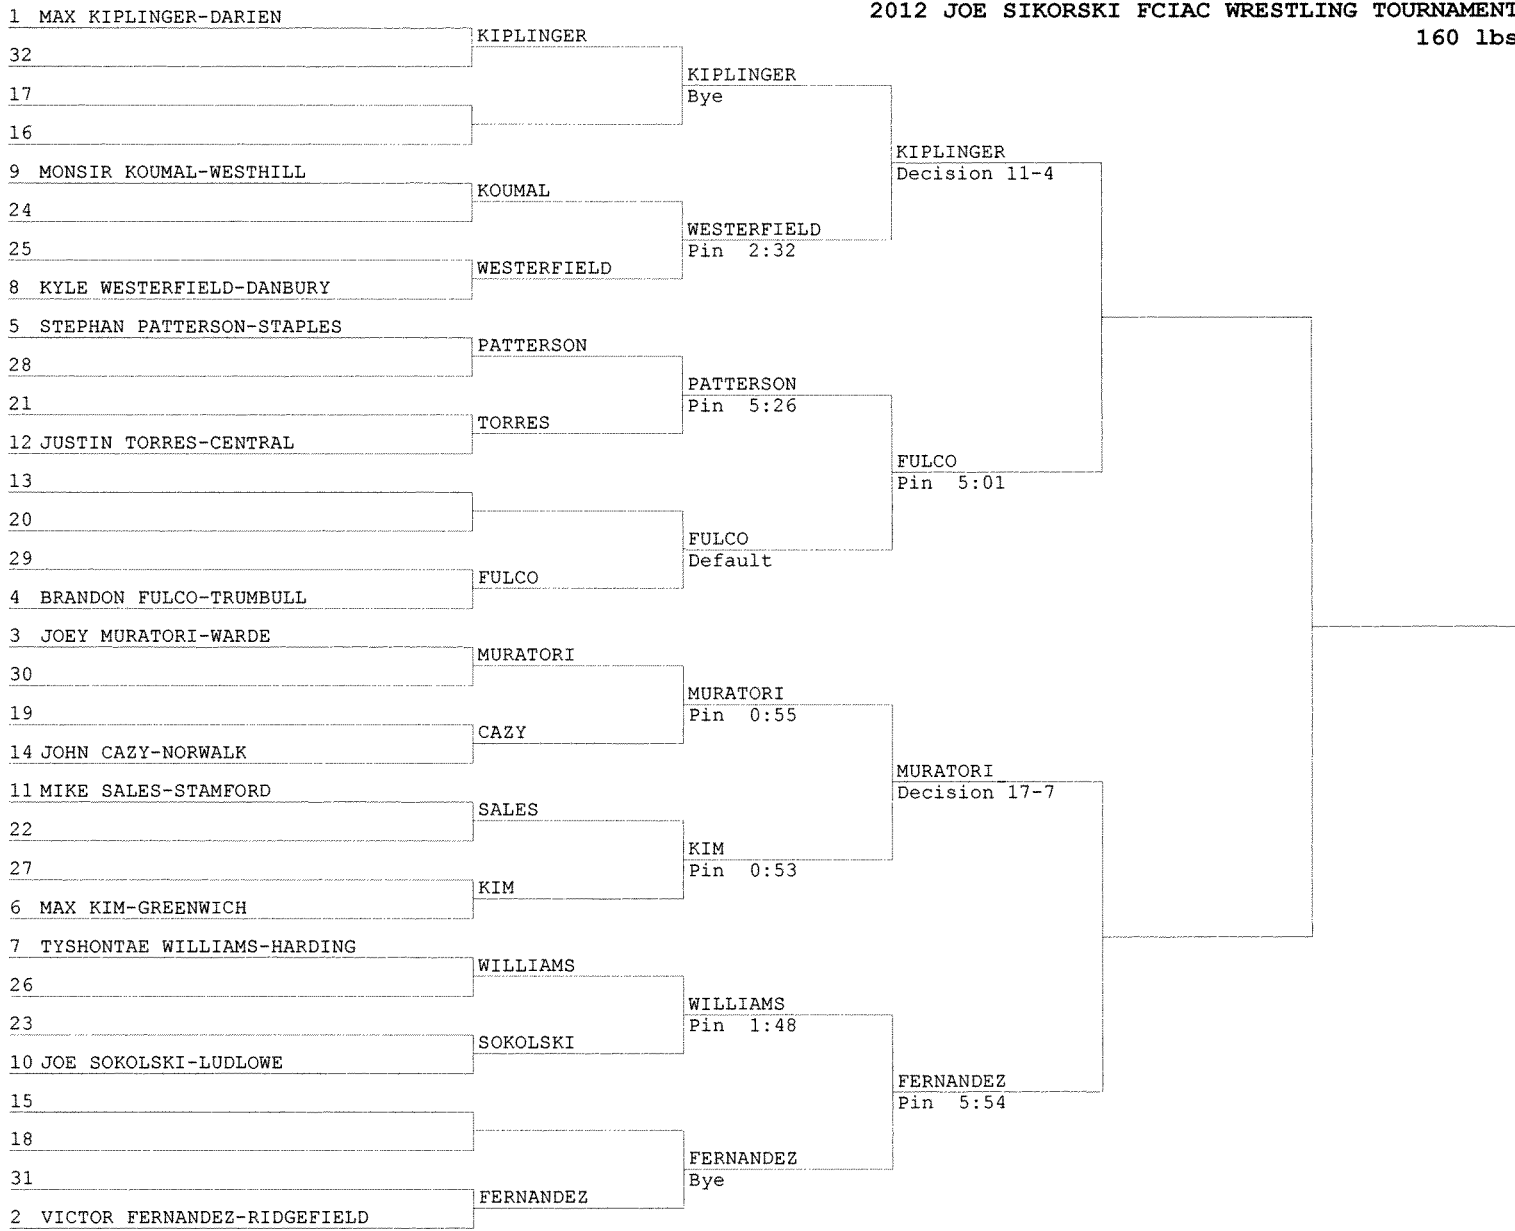 2012 JOE SIKORSKI FCIAC WRESTLING TOURNAMENT
160 lbs
1 MAX KIPLINGER-DARIEN
32
17
16
9 MONSIR KOUMAL-WESTHILL
24
25
8 KYLE WESTERFIELD-DANBURY
5 STEPHAN PATTERSON-STAPLES
28
21
12 JUSTIN TORRES-CENTRAL
13
20
29
4 BRANDON FULCO-TRUMBULL
3 JOEY MURATORI-WARDE
30
19
14 JOHN CAZY-NORWALK
11 MIKE SALES-STAMFORD
22
27
6 MAX KIM-GREENWICH
7 TYSHONTAE WILLIAMS-HARDING
26
23
10 JOE SOKOLSKI-LUDLOWE
15
18
31
2 VICTOR FERNANDEZ-RIDGEFIELD
KIPLINGER
KOUMAL
WESTERFIELD
PATTERSON
TORRES
FULCO
MURATORI
CAZY
SALES
KIM
WILLIAMS
SOKOLSKI
FERNANDEZ
KIPLINGER
Bye
WESTERFIELD
Pin 2:32
PATTERSON
Pin 5:26
FULCO
Default
MURATORI
Pin 0:55
KIM
Pin 0:53
WILLIAMS
Pin 1:48
FERNANDEZ
Bye
KIPLINGER
Decision 11-4
FULCO
Pin 5:01
MURATORI
Decision 17-7
FERNANDEZ
Pin 5:54